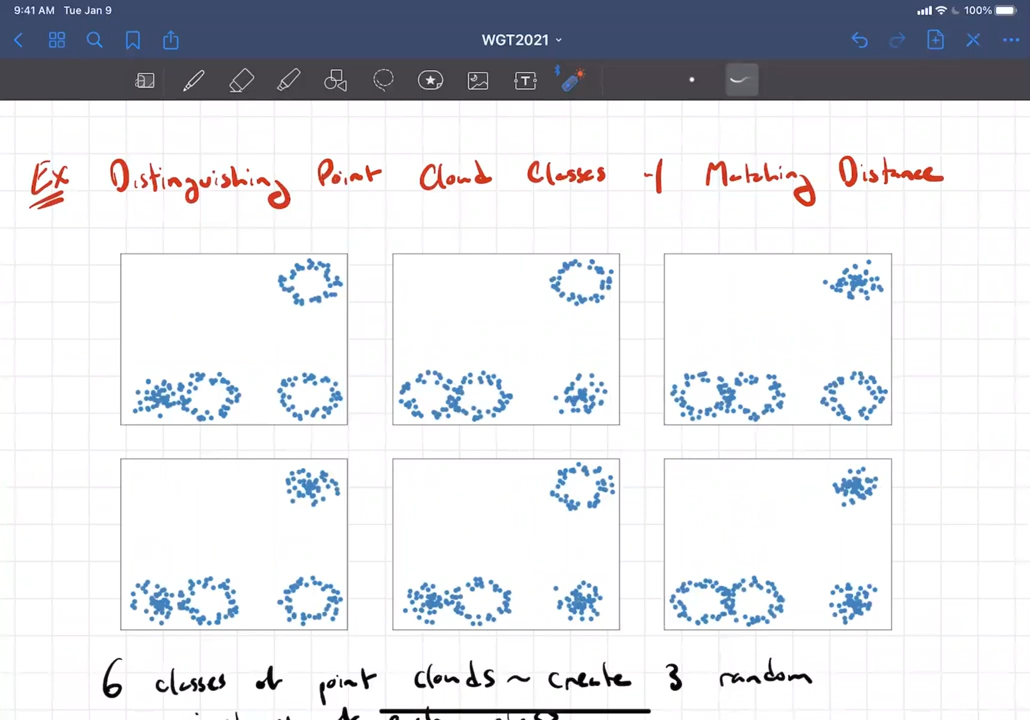 9:41 AM Tue Jan 9
100%
WGT2021
T
Ex Distinguishing Point Cloud Classes Matching Distance
6 classes of point clouds ~ create 3 random